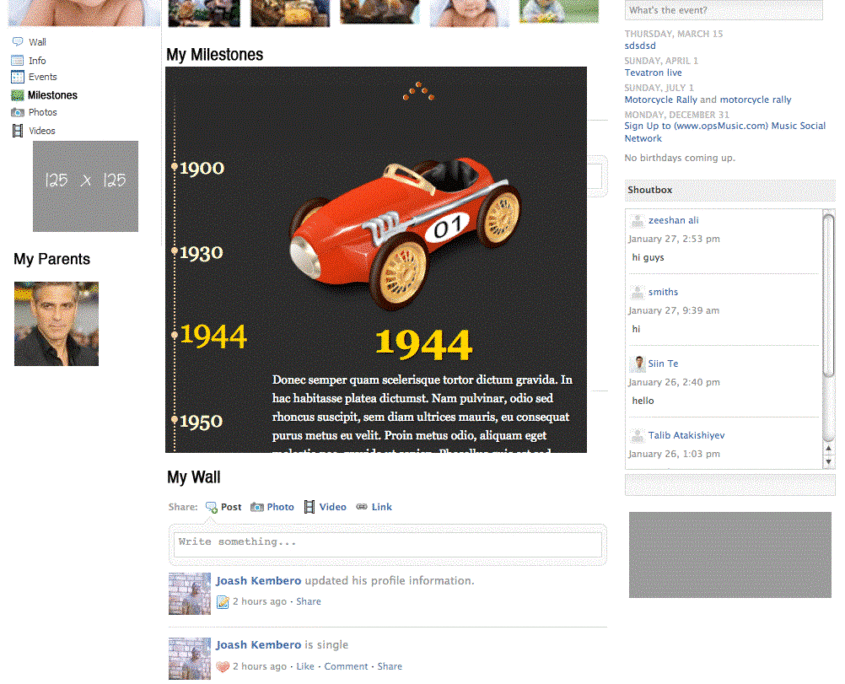 Wall
Info
Events
Milestones
Photos
Videos
125 x 125
My Parents
My Milestones
1900
1930
1944
1950
01
1944
Donec semper quam scelerisque tortor dictum gravida. In
hac habitasse platea dictumst. Nam pulvinar, odio sed
rhoncus suscipit, sem diam ultrices mauris, eu consequat
purus metus eu velit. Proin metus odio, aliquam eget
My Wall
Share: Post Photo Video Link
Write something...
Joash Kembero updated his profile information.
2 hours ago · Share
Joash Kembero is single
2 hours ago · Like · Comment · Share
What's the event?
THURSDAY, MARCH 15
sdsdsd
SUNDAY, APRIL 1
Tevatron live
SUNDAY, JULY 1
Motorcycle Rally and motorcycle rally
MONDAY, DECEMBER 31
Sign Up to (www.opsMusic.com) Music Social
Network
No birthdays coming up.
Shoutbox
zeeshan ali
January 27, 2:53 pm
hi guys
smiths
January 27, 9:39 am
hi
Siin Te
January 26, 2:40 pm
hello
Talib Atakishiyev
January 26, 1:03 pm